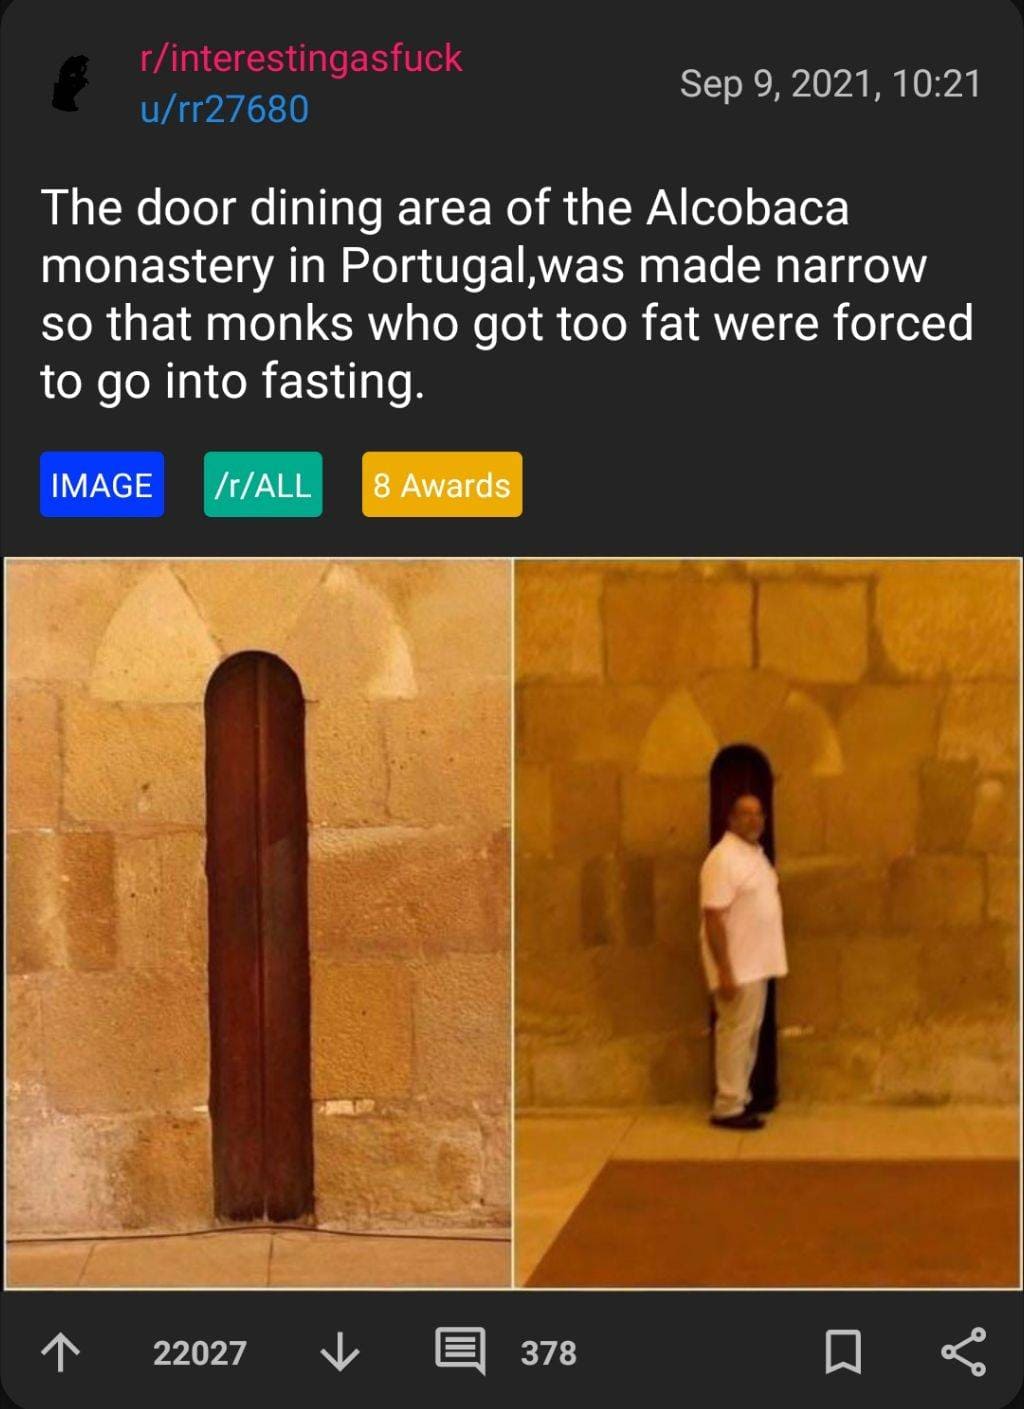 r/interestingasfuck
u/rr27680
Sep 9, 2021, 10:21
The door dining area of the Alcobaca
monastery in Portugal,was made narrow
so that monks who got too fat were forced
to go into fasting.
IMAGE
/r/ALL
8 Awards
22027
378